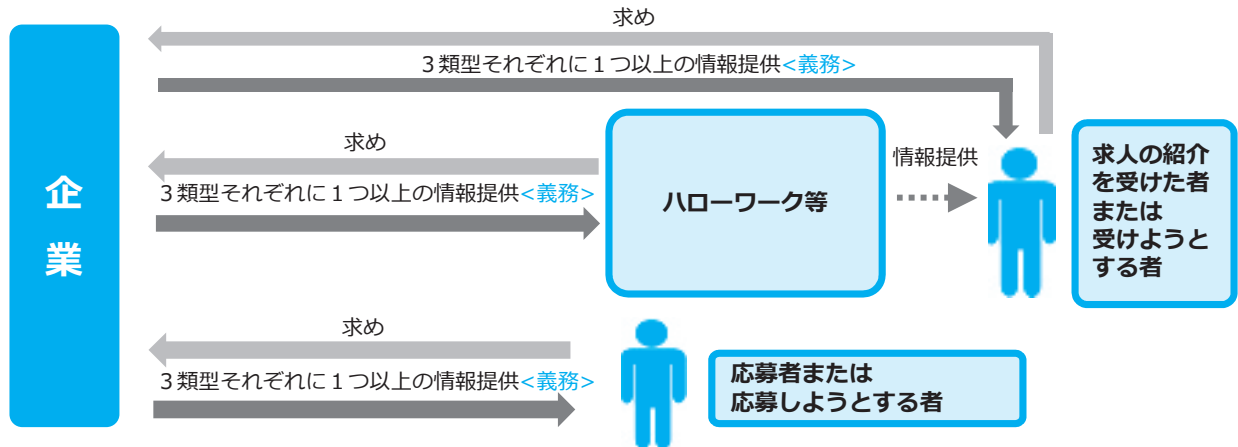 求め
３類型それぞれに１つ以上の情報提供<義務>
企
業
求め
３類型それぞれに１つ以上の情報提供<義務>
ハローワーク等
情報提供
求人の紹介
を受けた者
または
受けようと
する者
求め
３類型それぞれに１つ以上の情報提供<義務>
応募者または
応募しようとする者